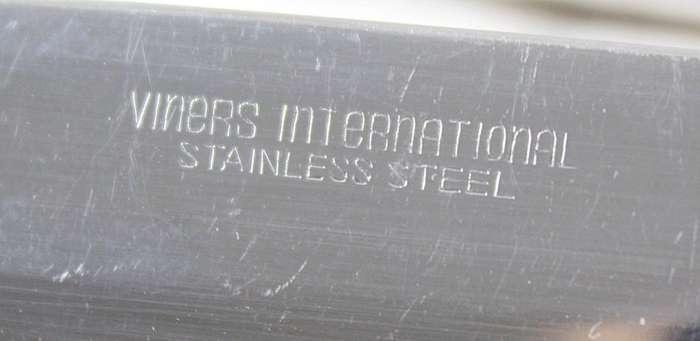 VINERS INTERNATIONAL
STAINLESS STEEL